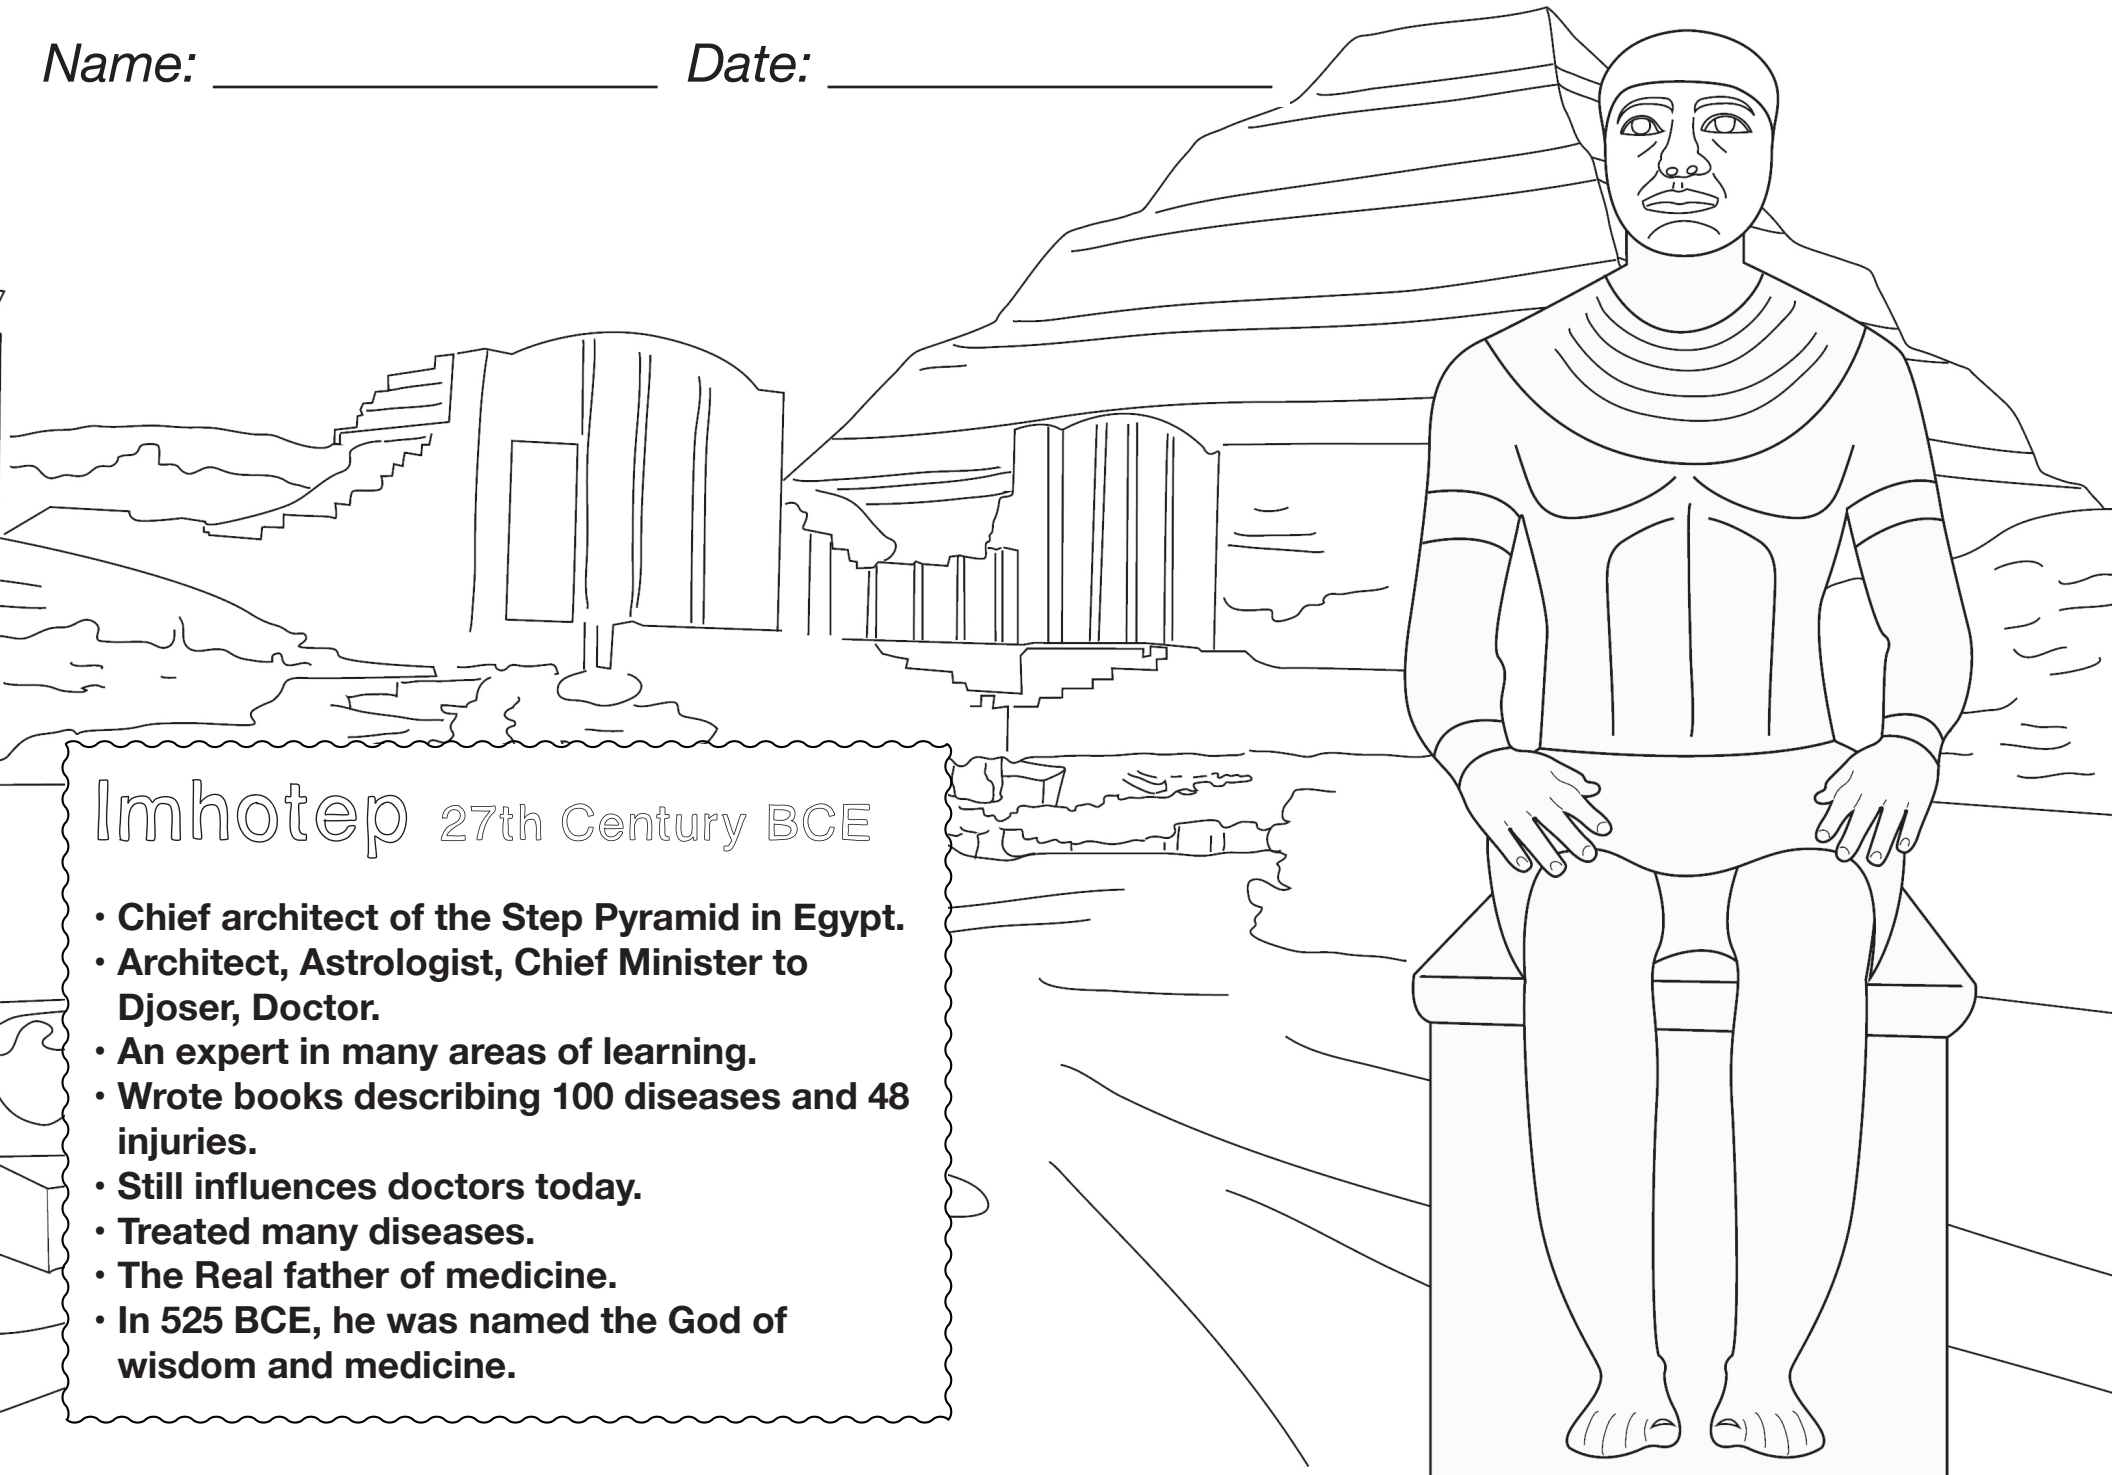 Name: ____________ Date: ____________
Imhotep 27th Century BCE
• Chief architect of the Step Pyramid in Egypt.
• Architect, Astrologist, Chief Minister to
Djoser, Doctor.
• An expert in many areas of learning.
• Wrote books describing 100 diseases and 48
injuries.
• Still influences doctors today.
• Treated many diseases.
• The Real father of medicine.
• In 525 BCE, he was named the God of
wisdom and medicine.